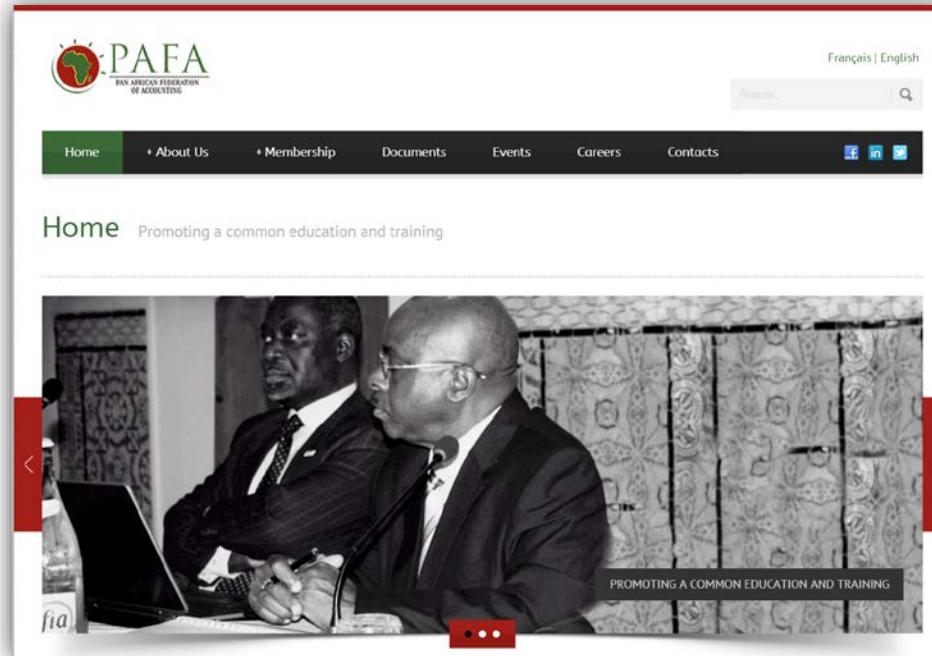 PAFA
PAN AFRICAN FEDERATION
OF ACCOUNTING
Français | English
Search...
Home + About Us + Membership Documents Events Careers Contacts
Home Promoting a common education and training
PROMOTING A COMMON EDUCATION AND TRAINING
fia